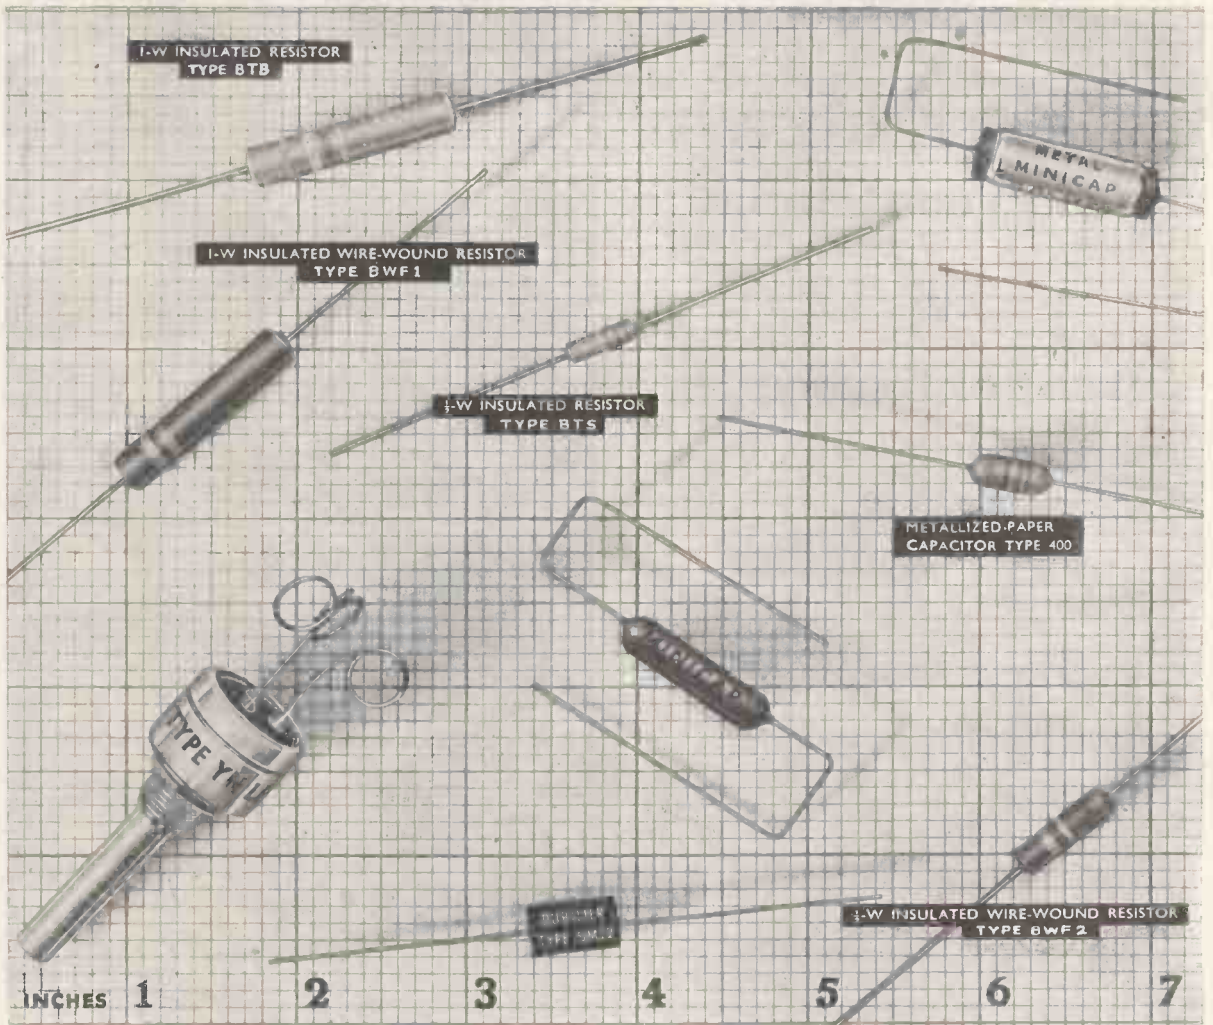 1-W INSULATED RESISTOR
TYPE BTB
METAL
MINICAP
1-W INSULATED WIRE-WOUND RESISTOR
TYPE BWF1
½-W INSULATED RESISTOR
TYPE BTS
METALLIZED-PAPER
CAPACITOR TYPE 400
MINICAP
TYPE
½-W INSULATED WIRE-WOUND RESISTOR
TYPE BWF2
INCHES 1 2 3 4 5 6 7